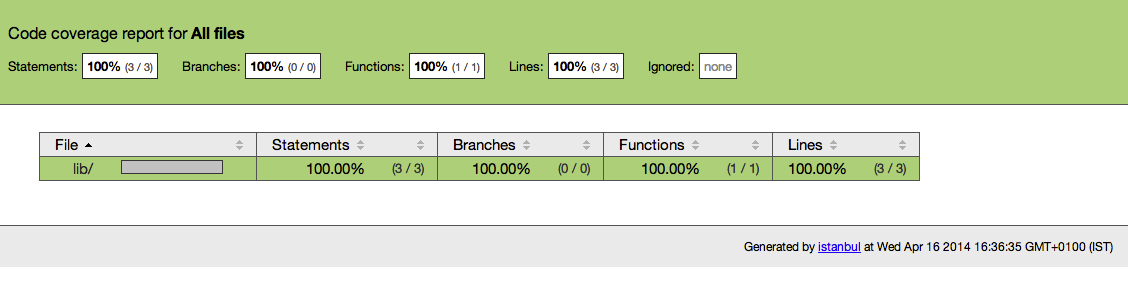 Code coverage report for All files
Statements: 100% (3 / 3) Branches: 100% (0 / 0) Functions: 100% (1 / 1) Lines: 100% (3 / 3) Ignored: none
File Statements Branches Functions Lines
lib/ 100.00% (3 / 3) 100.00% (0 / 0) 100.00% (1 / 1) 100.00% (3 / 3)
Generated by istanbul at Wed Apr 16 2014 16:36:35 GMT+0100 (IST)